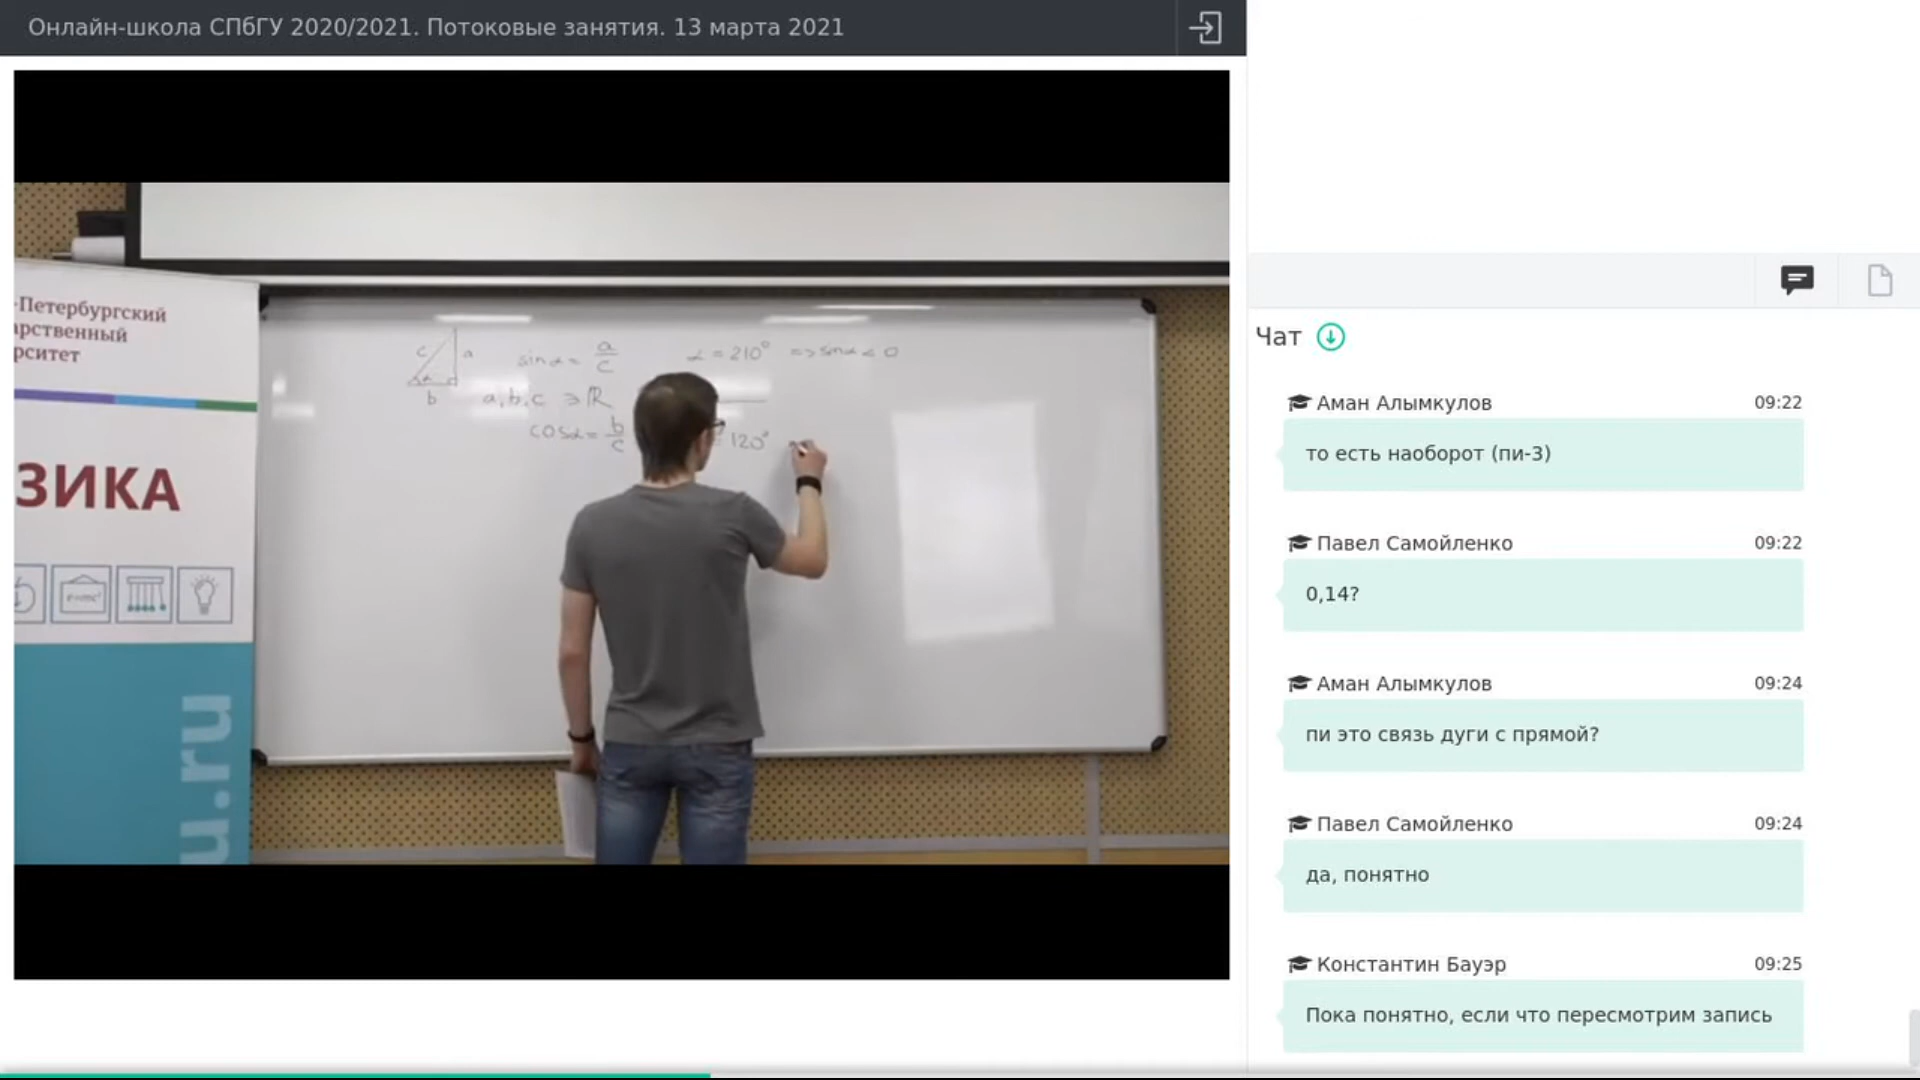 Онлайн-школа СПбГУ 2020/2021. Потоковые занятия. 13 марта 2021
-Петербургский
арственный
рситет
ЗИКА
u.ru
c
a
b
sin α = a/c
a, b, c ∋ ℝ
cos α = b/c
α = 210° => sin α < 0
= 120°
Чат
Аман Алымкулов 09:22
то есть наоборот (пи-3)
Павел Самойленко 09:22
0,14?
Аман Алымкулов 09:24
пи это связь дуги с прямой?
Павел Самойленко 09:24
да, понятно
Константин Бауэр 09:25
Пока понятно, если что пересмотрим запись